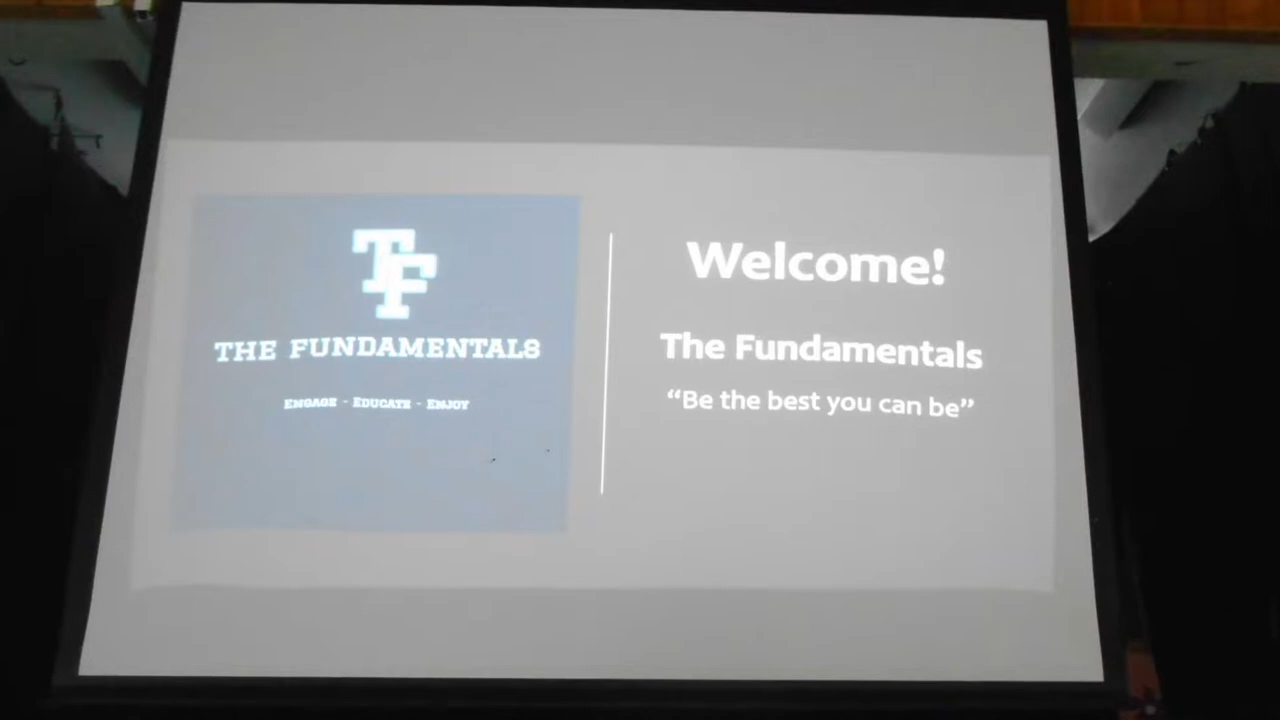 TF
THE FUNDAMENTALS
ENGAGE - EDUCATE - ENJOY
Welcome!
The Fundamentals
“Be the best you can be”